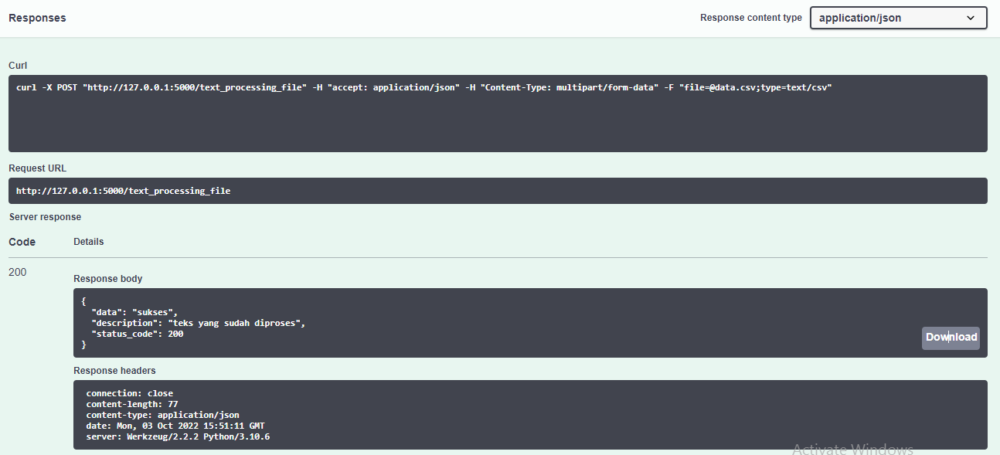 Responses
Response content type application/json
Curl
curl -X POST "http://127.0.0.1:5000/text_processing_file" -H "accept: application/json" -H "Content-Type: multipart/form-data" -F "file=@data.csv;type=text/csv"
Request URL
http://127.0.0.1:5000/text_processing_file
Server response
Code Details
200
Response body
{
  "data": "sukses",
  "description": "teks yang sudah diproses",
  "status_code": 200
}
Download
Response headers
connection: close
content-length: 77
content-type: application/json
date: Mon, 03 Oct 2022 15:51:11 GMT
server: Werkzeug/2.2.2 Python/3.10.6
Activate Windows